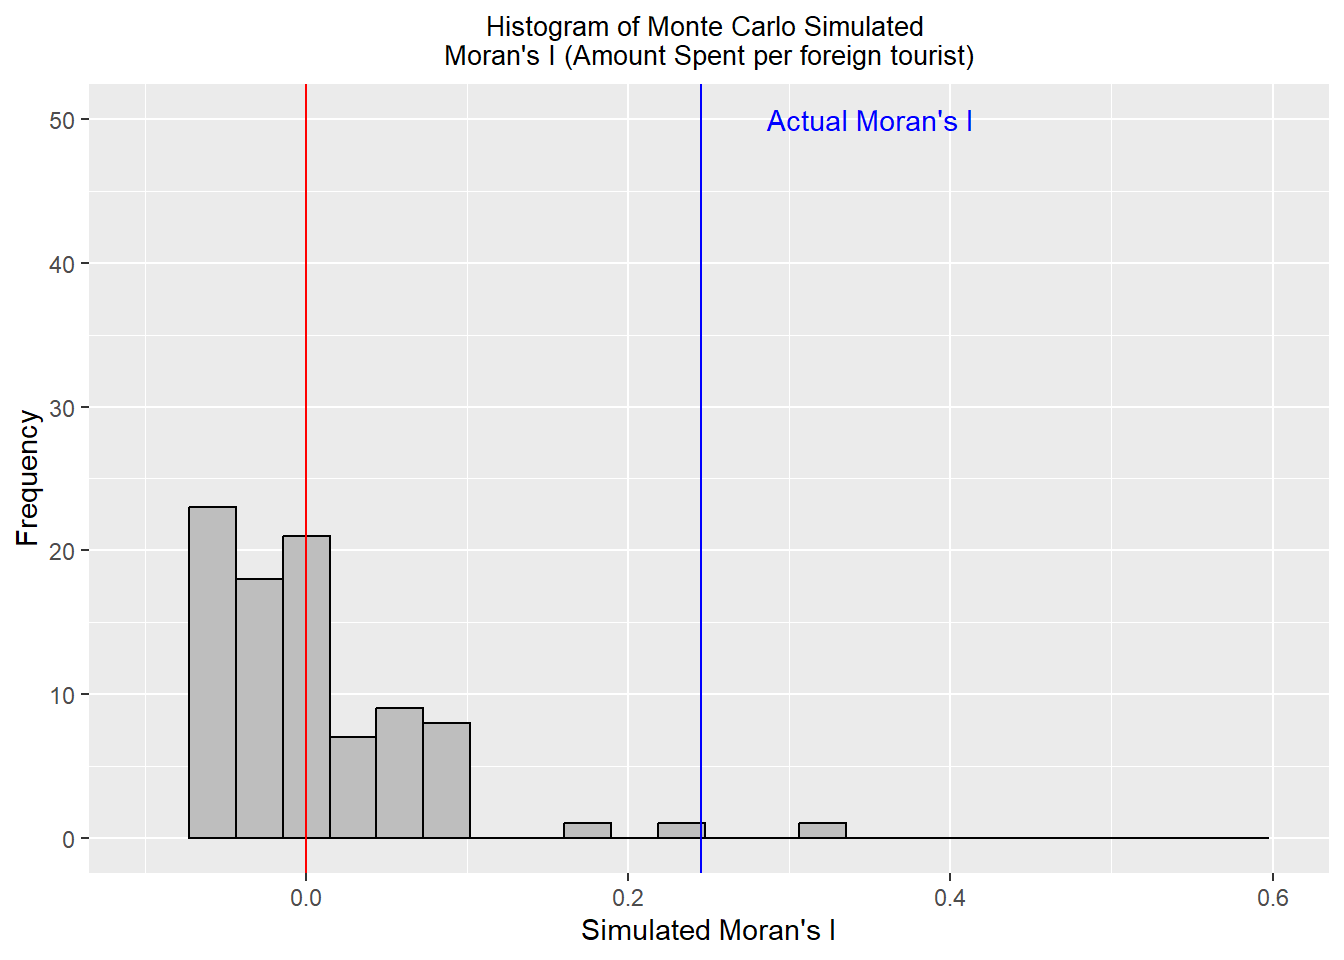 Histogram of Monte Carlo Simulated
Moran's I (Amount Spent per foreign tourist)
Actual Moran's I
50
40
30
20
10
0
Frequency
0.0
0.2
0.4
0.6
Simulated Moran's I